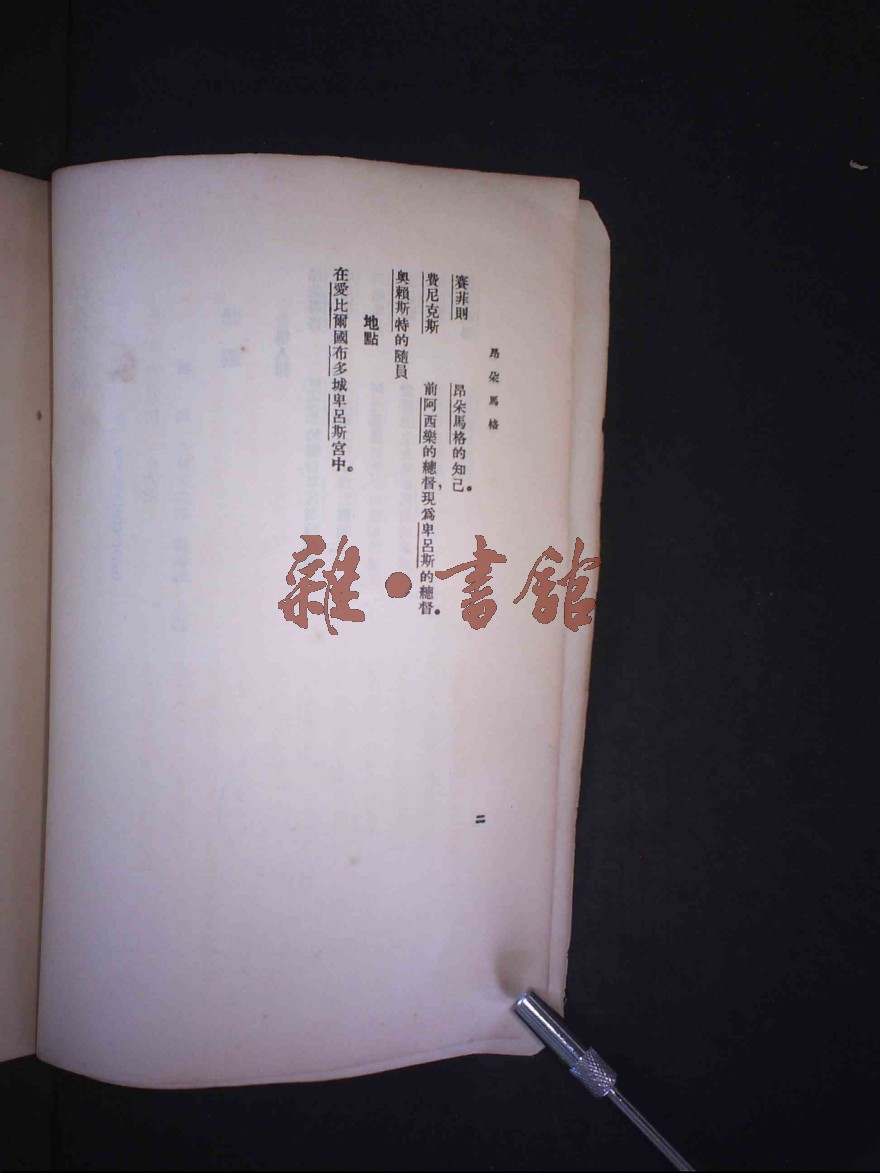 昂朵馬格
賽菲則　昂朵馬格的知己。
費尼克斯　前阿西樂的總督，現爲卑呂斯的總督。
奧賴斯特的隨員
地點
在愛比爾國布多城卑呂斯宮中。
二
雜·書館